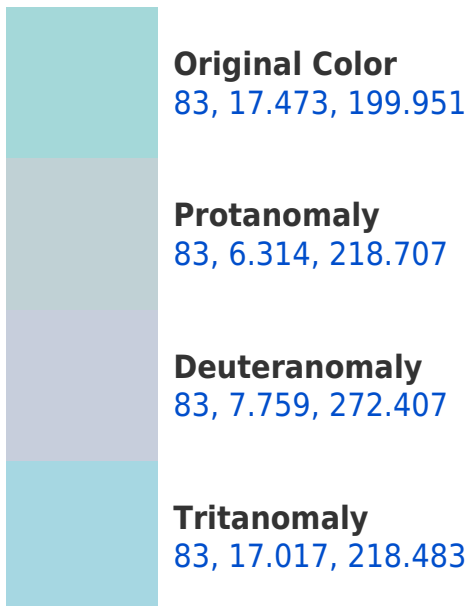 Original Color
83, 17.473, 199.951
Protanomaly
83, 6.314, 218.707
Deuteranomaly
83, 7.759, 272.407
Tritanomaly
83, 17.017, 218.483